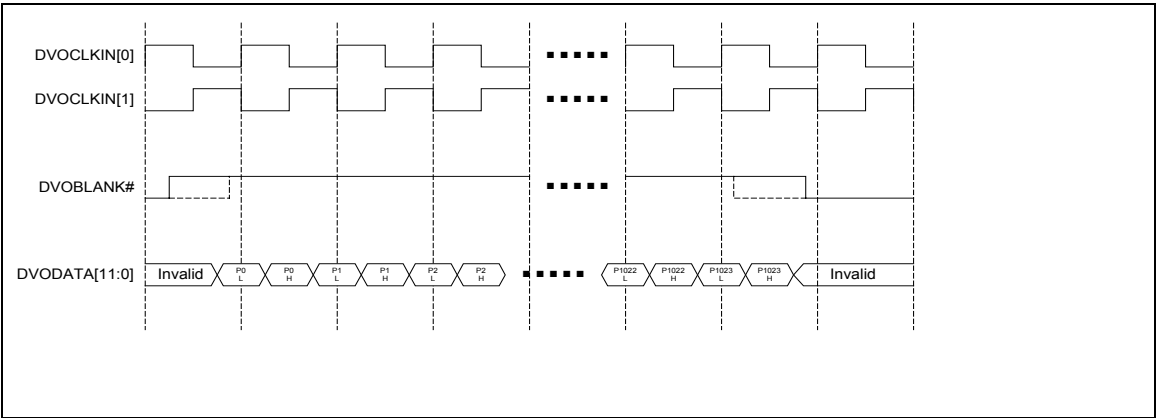 DVOCLKIN[0]
DVOCLKIN[1]
DVOBLANK#
DVODATA[11:0] Invalid P0 L P0 H P1 L P1 H P2 L P2 H P1022 L P1022 H P1023 L P1023 H Invalid